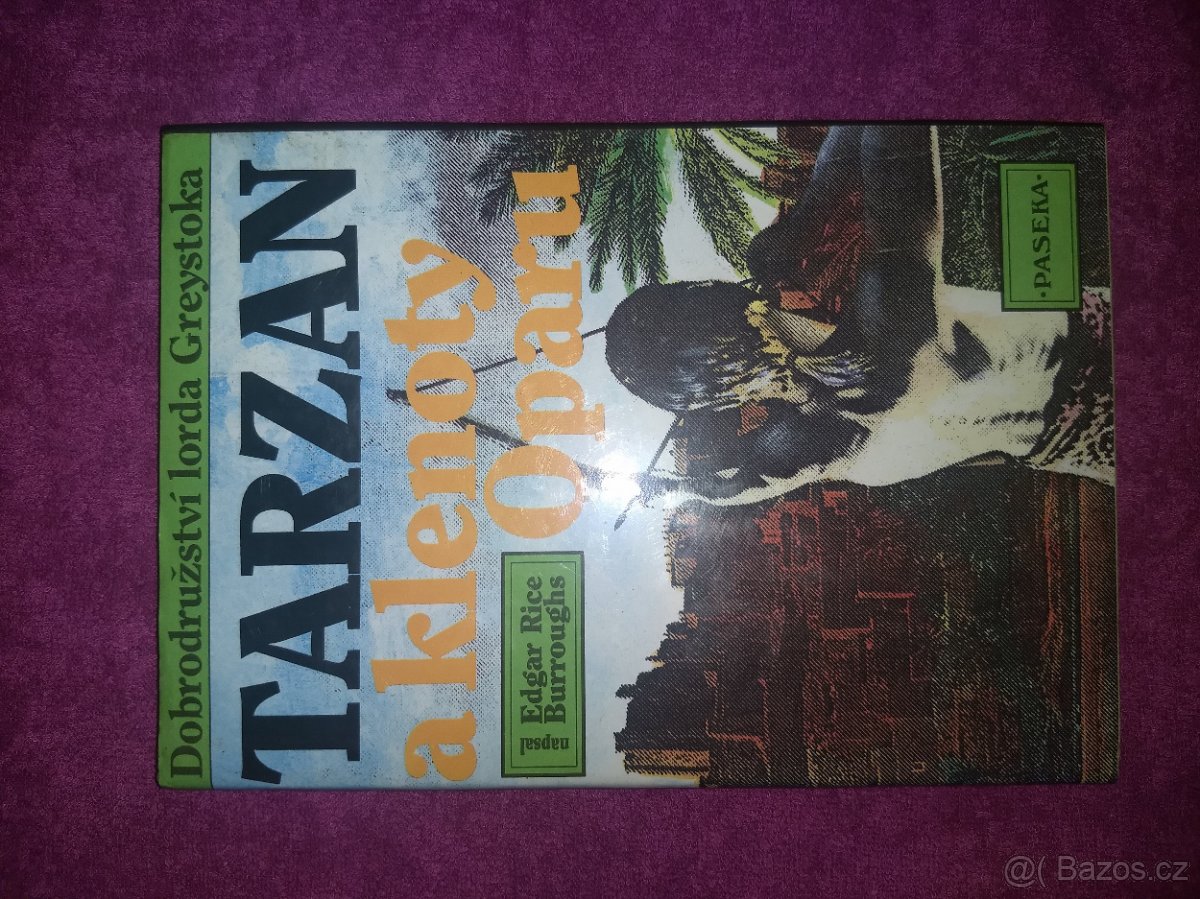 Dobrodružství lorda Greystoka
TARZAN
a klenoty
Oparu
napsal
Edgar Rice
Burroughs
·PASEKA·
@( Bazos.cz